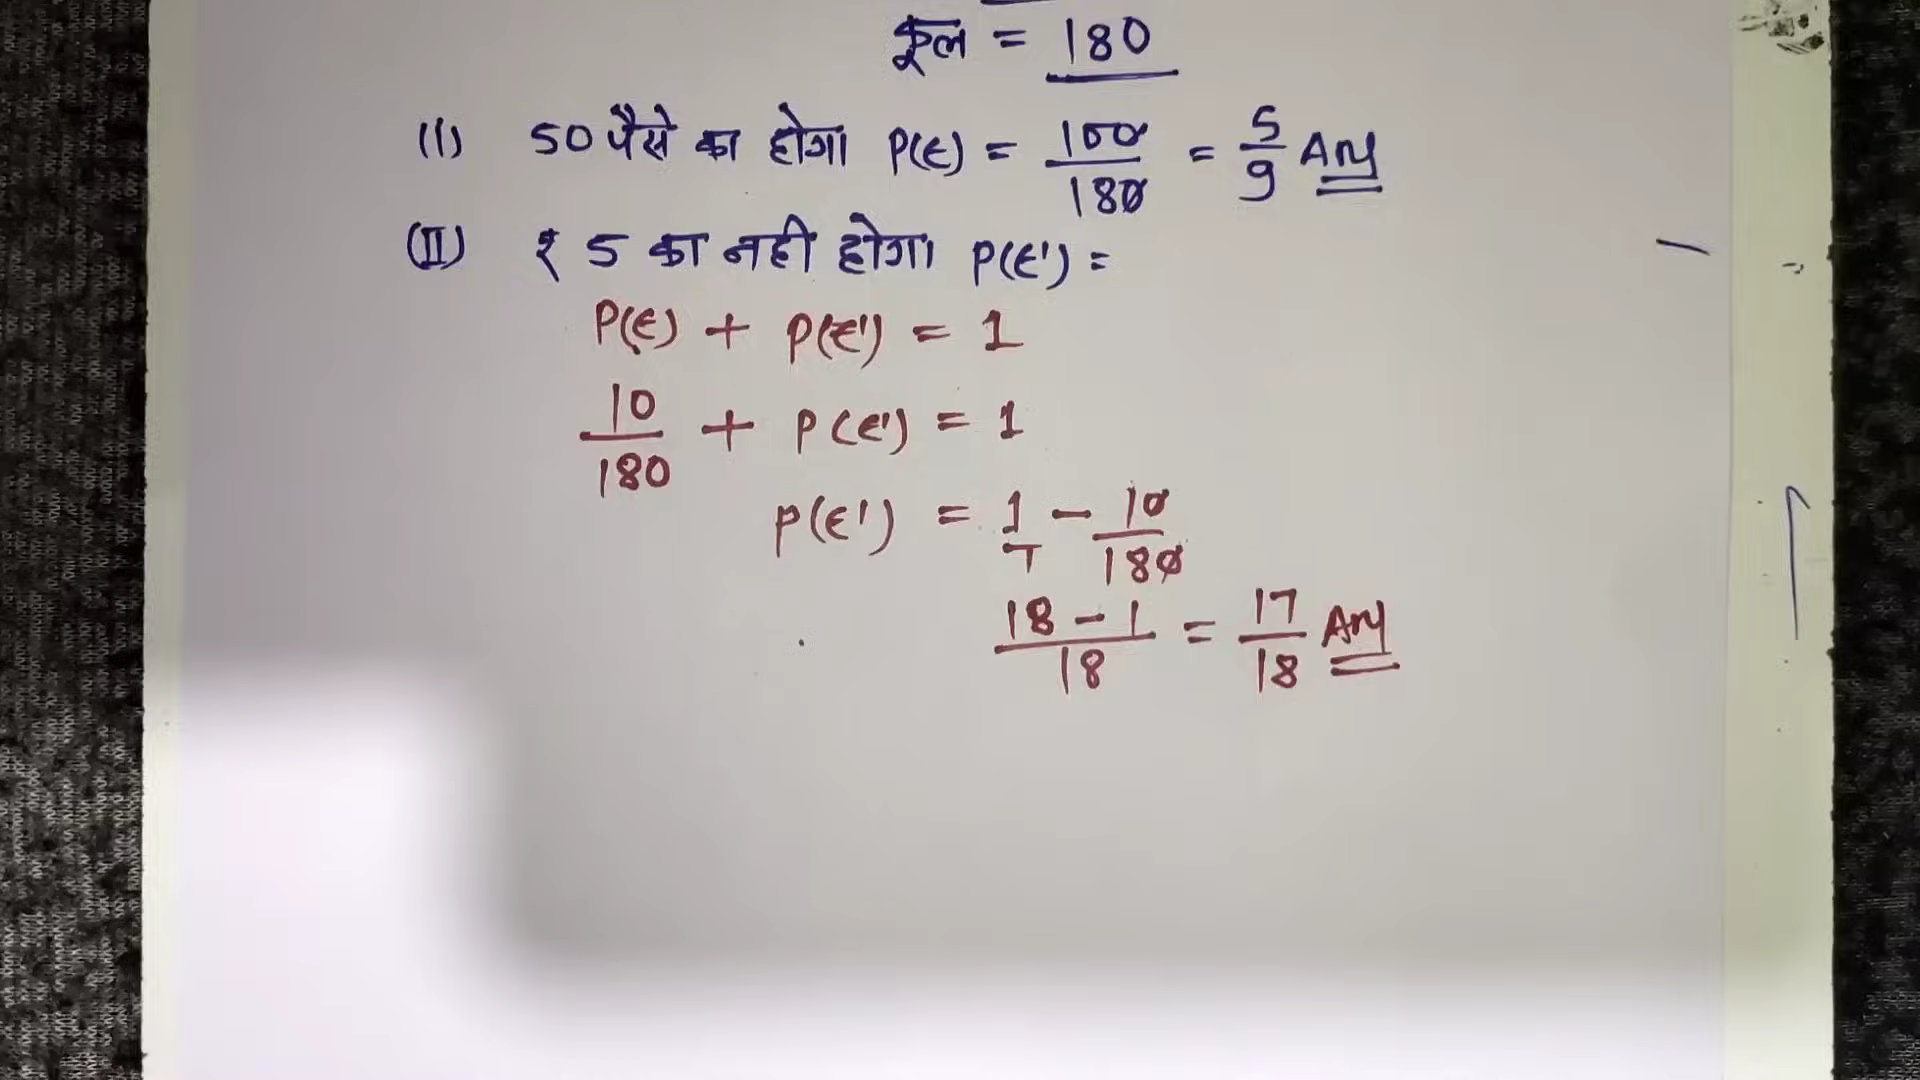 कूल = 180
(I) 50 पैसे का होगा P(E) = 100/180 = 5/9 Ans
(II) ₹ 5 का नही होगा P(E') =
P(E) + P(E') = 1
10/180 + P(E') = 1
P(E') = 1/1 - 10/180
18 - 1/18 = 17/18 Ans